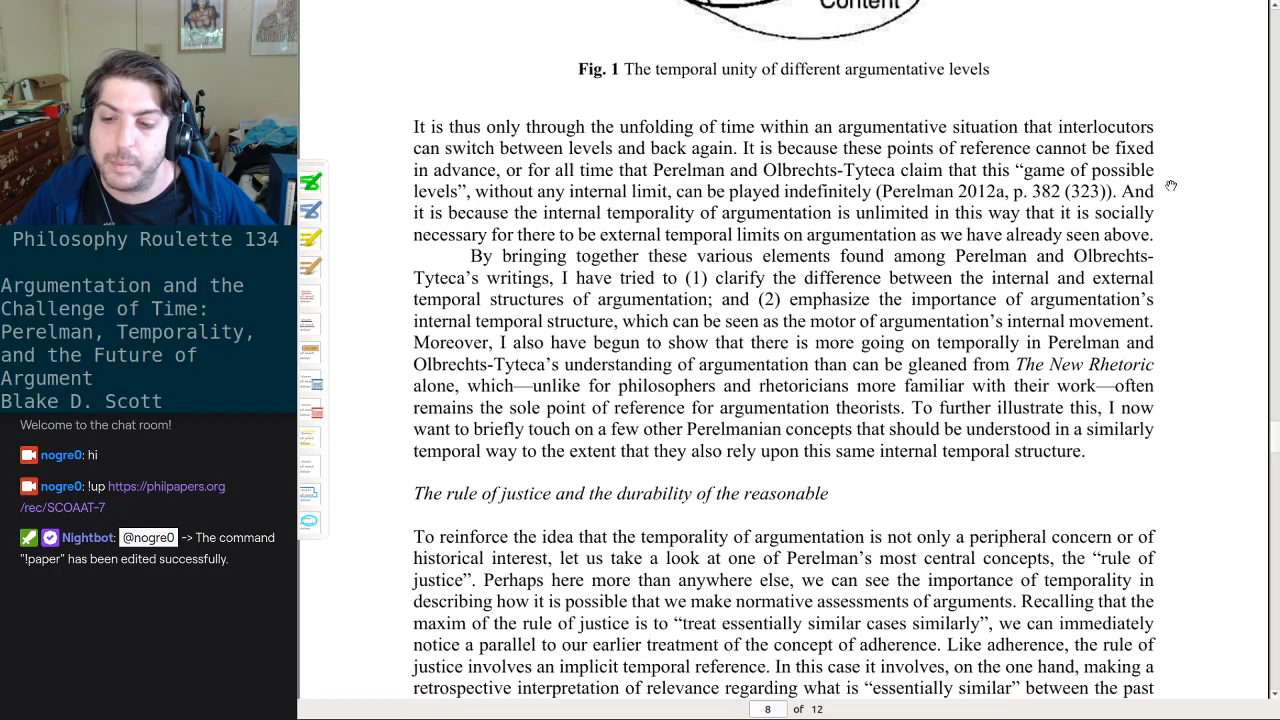 Content
Fig. 1 The temporal unity of different argumentative levels
It is thus only through the unfolding of time within an argumentative situation that interlocutors
can switch between levels and back again. It is because these points of reference cannot be fixed
in advance, or for all time that Perelman and Olbrechts-Tyteca claim that this “game of possible
levels”, without any internal limit, can be played indefinitely (Perelman 2012, p. 382 (325)). And
it is because the internal temporality of argumentation is unlimited in this way that it is socially
necessary for there to be external temporal limits on argumentation as we have already seen above.
By bringing together these various elements found among Perelman and Olbrechts-
Tyteca’s writings, I have tried to (1) clarify the difference between the internal and external
temporal structures of argumentation, and (2) emphasize the importance of argumentation’s,
internal temporal structure, which can be seen as the motor of argumentation’s internal movement.
Moreover, I also have begun to show that there is more going on temporally in Perelman and
Olbrechts-Tyteca’s understanding of argumentation than can be gained from the New Rhetoric
alone, which—unless for philosophers or rhetoricians more familiar with their work—often
remains the sole point of reference for argumentation theorists. To further illustrate this, I now
want to briefly touch on a few other Perelmanian concepts that should be understood in a similarly
temporal way to the extent that they also rely upon this same internal temporal structure.
The rule of justice and the durability of the reasonable
To reinforce the idea that the temporality of argumentation is not only a peripheral concern or of
historical interest, let us take a look at one of Perelman’s most central concepts, the “rule of
justice”. Perhaps here more than anywhere else, we can see the importance of temporality in
describing how it is possible that we make normative assessments of arguments. Recalling that the
maxim of the rule of justice is to “treat essentially similar cases similarly”, we can immediately
notice a parallel to our earlier treatment of the concept of adherence. Like adherence, the rule of
justice involves an implicit temporal reference. In this case it involves, on the one hand, making a
retrospective interpretation of relevance regarding what is “essentially similar” between the past
8 of 12
Philosophy Roulette 134
Argumentation and the
Challenge of Time:
Perelman, Temporality,
and the Future of
Argument
Blake D. Scott
Welcome to the chat room!
nogre0: hi
nogre0: !up https://philpapers.org
/rec/SCOAAT-7
Nightbot: @nogre0 -> The command
"!paper" has been edited successfully.